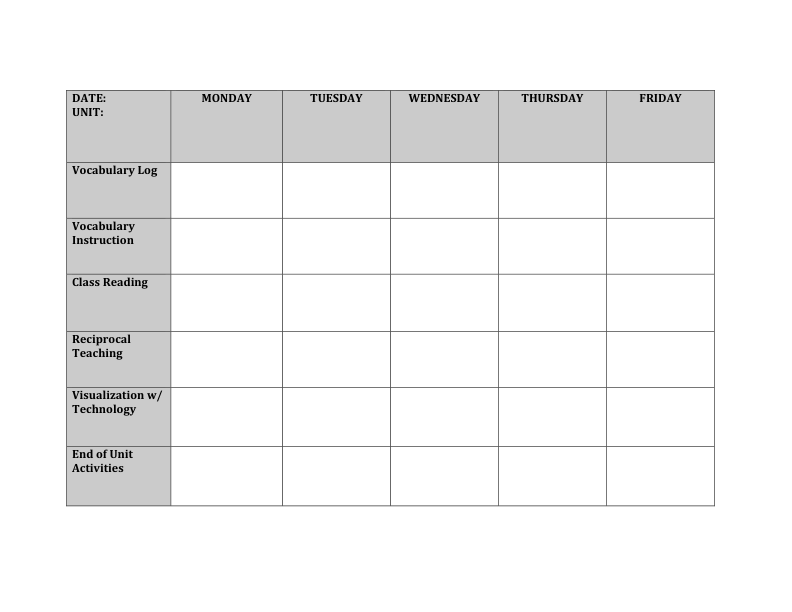 DATE:
UNIT:
MONDAY
TUESDAY
WEDNESDAY
THURSDAY
FRIDAY
Vocabulary Log
Vocabulary
Instruction
Class Reading
Reciprocal
Teaching
Visualization w/
Technology
End of Unit
Activities